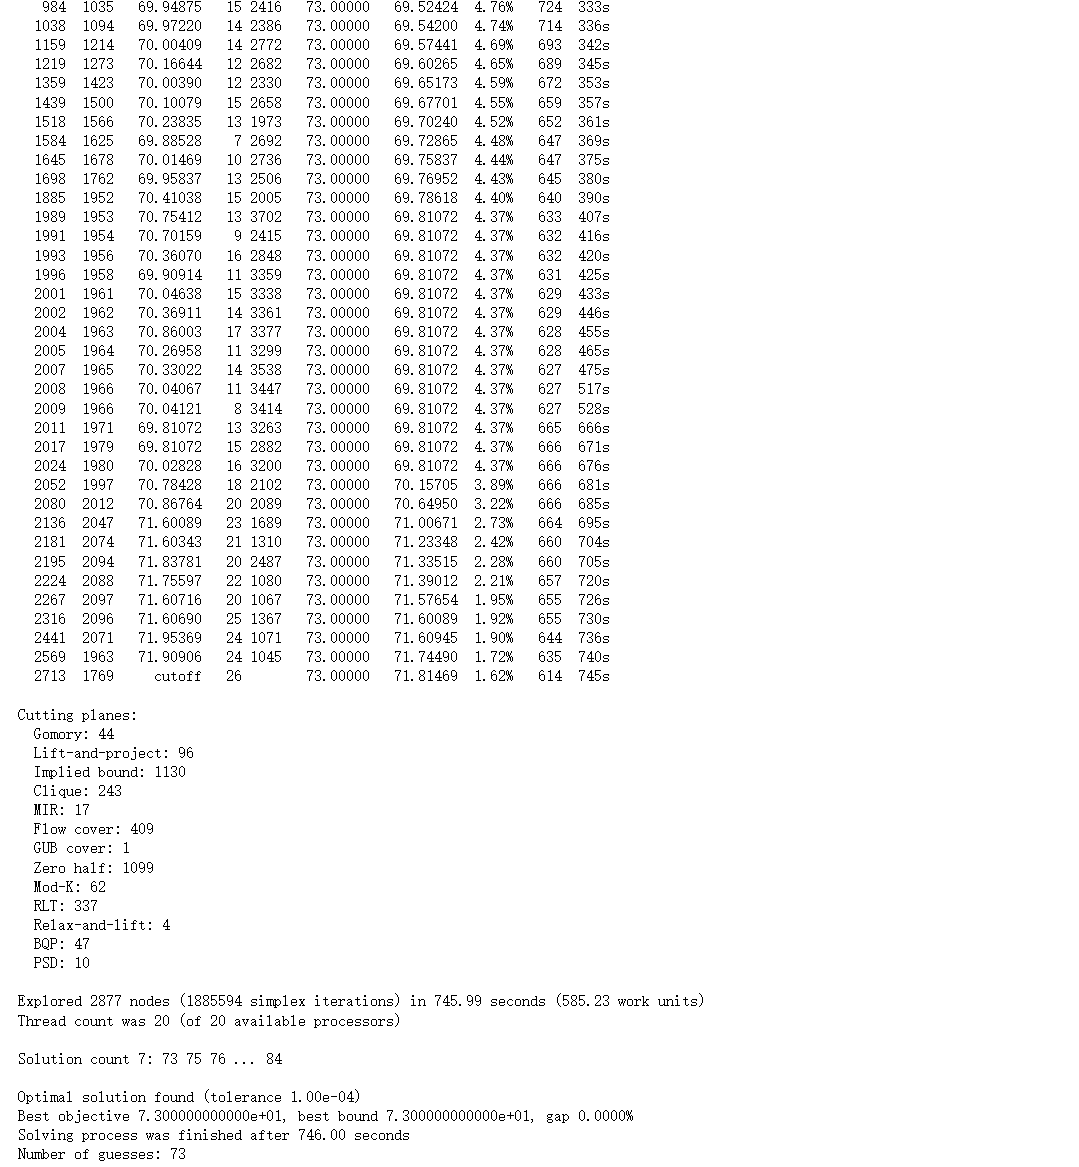 984 1035 69.94875 15 2416 73.00000 69.52424 4.76% 724 333s
1038 1094 69.97220 14 2386 73.00000 69.54200 4.74% 714 336s
1159 1214 70.00409 14 2772 73.00000 69.57441 4.69% 693 342s
1219 1273 70.16644 12 2682 73.00000 69.60265 4.65% 689 345s
1359 1423 70.00390 12 2330 73.00000 69.65173 4.59% 672 353s
1439 1500 70.10079 15 2658 73.00000 69.67701 4.55% 659 357s
1518 1566 70.23835 13 1973 73.00000 69.70240 4.52% 652 361s
1584 1625 69.88528 7 2692 73.00000 69.72865 4.48% 647 369s
1645 1678 70.01469 10 2736 73.00000 69.75837 4.44% 647 375s
1698 1762 69.95837 13 2506 73.00000 69.76952 4.43% 645 380s
1885 1952 70.41038 15 2005 73.00000 69.78618 4.40% 640 390s
1989 1953 70.75412 13 3702 73.00000 69.81072 4.37% 633 407s
1991 1954 70.70159 9 2415 73.00000 69.81072 4.37% 632 416s
1993 1956 70.36070 16 2848 73.00000 69.81072 4.37% 632 420s
1996 1958 69.90914 11 3359 73.00000 69.81072 4.37% 631 425s
2001 1961 70.04638 15 3338 73.00000 69.81072 4.37% 629 433s
2002 1962 70.36911 14 3361 73.00000 69.81072 4.37% 629 446s
2004 1963 70.86003 17 3377 73.00000 69.81072 4.37% 628 455s
2005 1964 70.26958 11 3299 73.00000 69.81072 4.37% 628 465s
2007 1965 70.33022 14 3538 73.00000 69.81072 4.37% 627 475s
2008 1966 70.04067 11 3447 73.00000 69.81072 4.37% 627 517s
2009 1966 70.04121 8 3414 73.00000 69.81072 4.37% 627 528s
2011 1971 69.81072 13 3263 73.00000 69.81072 4.37% 665 666s
2017 1979 69.81072 15 2882 73.00000 69.81072 4.37% 666 671s
2024 1980 70.02828 16 3200 73.00000 69.81072 4.37% 666 676s
2052 1997 70.78428 18 2102 73.00000 70.15705 3.89% 666 681s
2080 2012 70.86764 20 2089 73.00000 70.64950 3.22% 666 685s
2136 2047 71.60089 23 1689 73.00000 71.00671 2.73% 664 695s
2181 2074 71.60343 21 1310 73.00000 71.23348 2.42% 660 704s
2195 2094 71.83781 20 2487 73.00000 71.33515 2.28% 660 705s
2224 2088 71.75597 22 1080 73.00000 71.39012 2.21% 657 720s
2267 2097 71.60716 20 1067 73.00000 71.57654 1.95% 655 726s
2316 2096 71.60690 25 1367 73.00000 71.60089 1.92% 655 730s
2441 2071 71.95369 24 1071 73.00000 71.60945 1.90% 644 736s
2569 1963 71.90906 24 1045 73.00000 71.74490 1.72% 635 740s
2713 1769 cutoff 26 73.00000 71.81469 1.62% 614 745s
Cutting planes:
Gomory: 44
Lift-and-project: 96
Implied bound: 1130
Clique: 243
MIR: 17
Flow cover: 409
GUB cover: 1
Zero half: 1099
Mod-K: 62
RLT: 337
Relax-and-lift: 4
BQP: 47
PSD: 10
Explored 2877 nodes (1885594 simplex iterations) in 745.99 seconds (585.23 work units)
Thread count was 20 (of 20 available processors)
Solution count 7: 73 75 76 ... 84
Optimal solution found (tolerance 1.00e-04)
Best objective 7.300000000000e+01, best bound 7.300000000000e+01, gap 0.0000%
Solving process was finished after 746.00 seconds
Number of guesses: 73